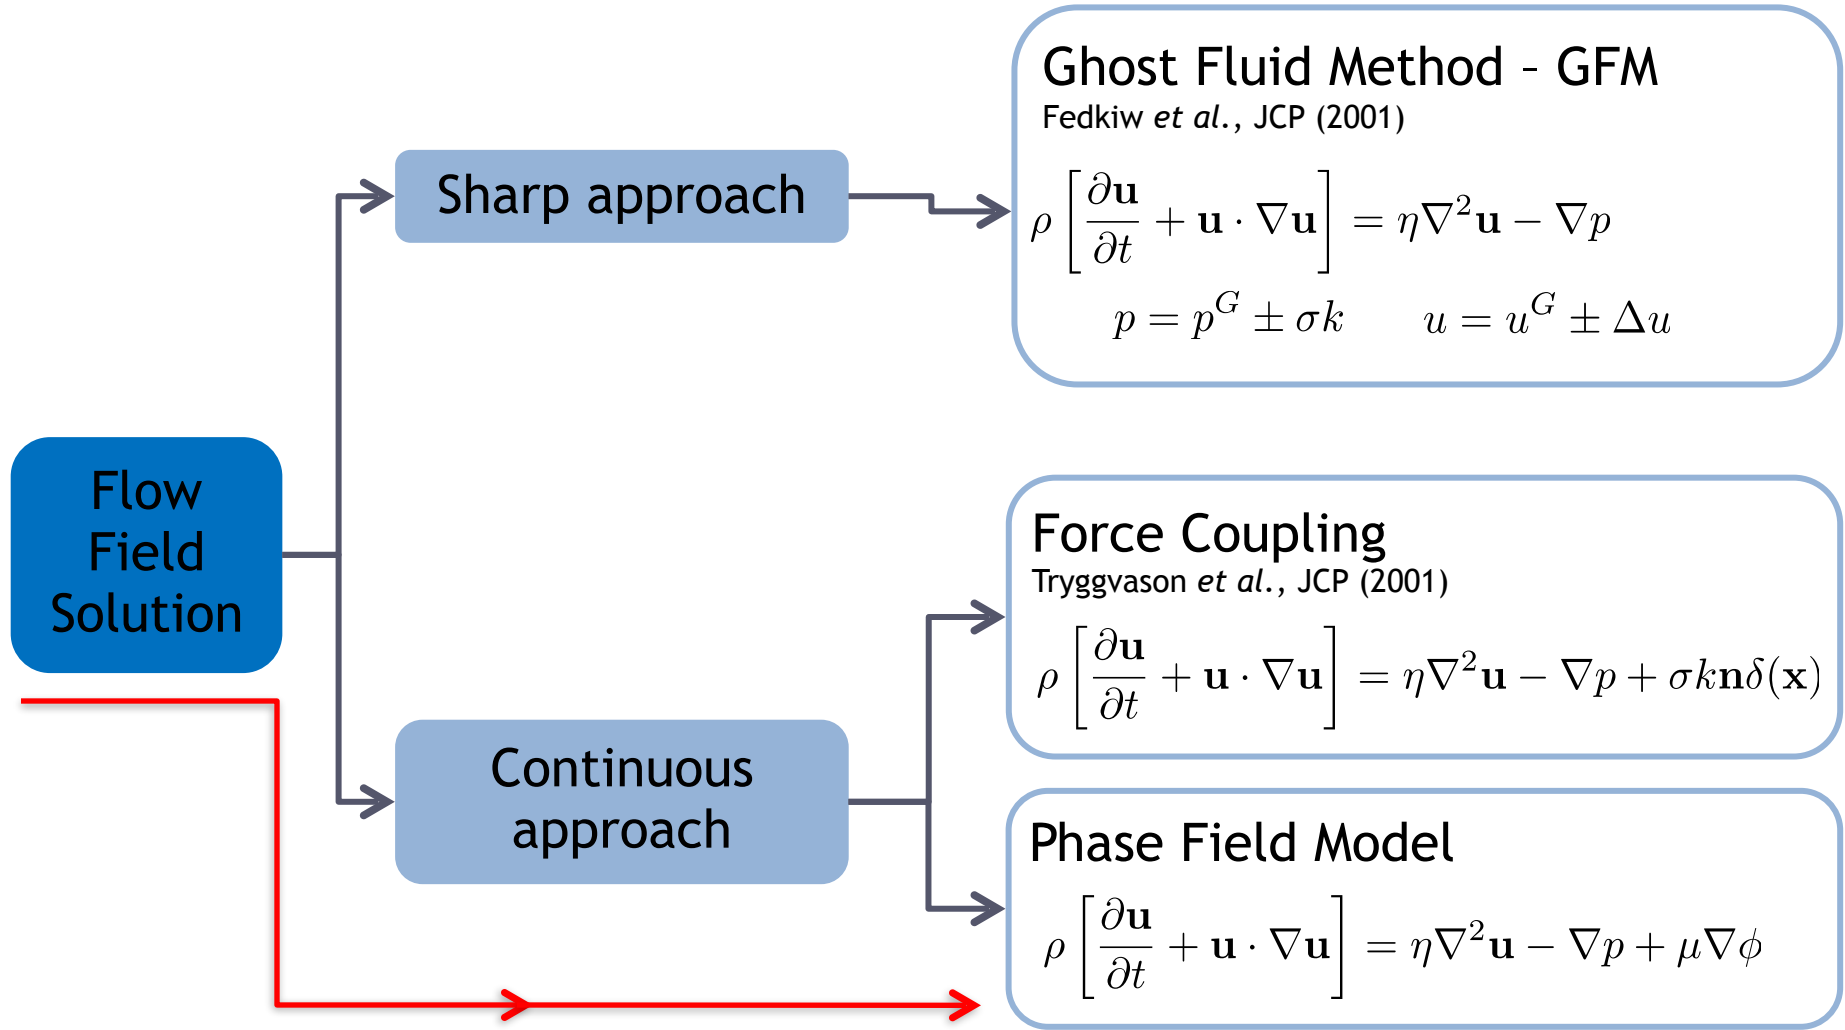 Flow
Field
Solution
Sharp approach
Continuous
approach
Ghost Fluid Method – GFM
Fedkiw et al., JCP (2001)
ρ [∂𝐮/∂t + 𝐮 · ∇𝐮] = η∇²𝐮 − ∇p
p = p^G ± σk   u = u^G ± Δu
Force Coupling
Tryggvason et al., JCP (2001)
ρ [∂𝐮/∂t + 𝐮 · ∇𝐮] = η∇²𝐮 − ∇p + σk𝐧δ(𝐱)
Phase Field Model
ρ [∂𝐮/∂t + 𝐮 · ∇𝐮] = η∇²𝐮 − ∇p + μ∇ϕ